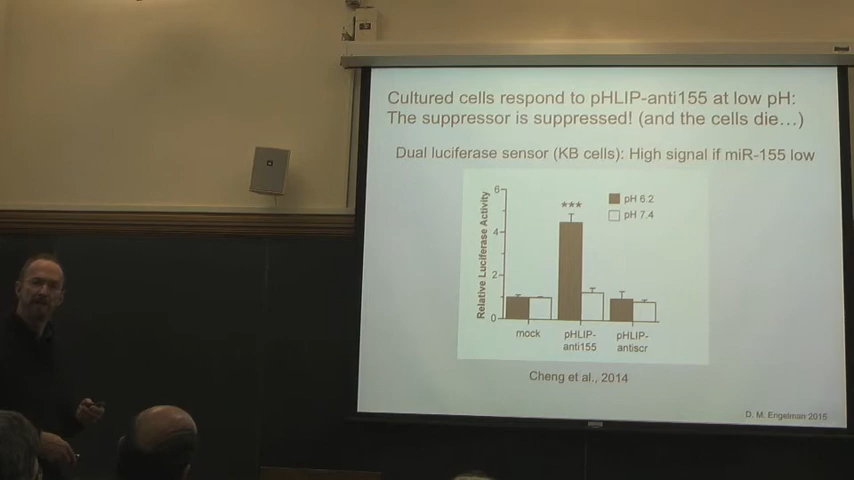 Cultured cells respond to pHLIP-anti155 at low pH:
The suppressor is suppressed! (and the cells die...)
Dual luciferase sensor (KB cells): High signal if miR-155 low
Relative Luciferase Activity
6
4
2
0
***
pH 6.2
pH 7.4
mock
pHLIP-
anti155
pHLIP-
antiscr
Cheng et al., 2014
D. M. Engelman 2015